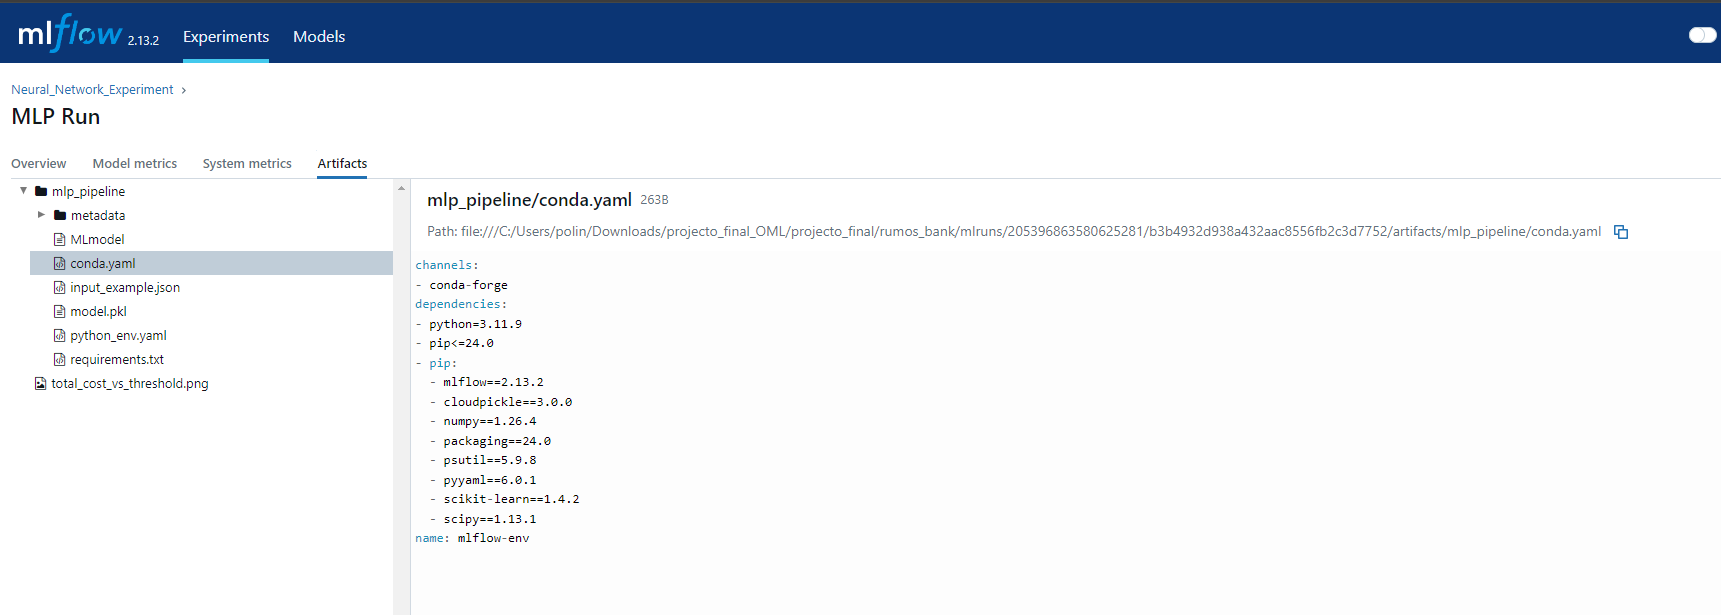 mlflow 2.13.2 Experiments Models
Neural_Network_Experiment ›
MLP Run
Overview Model metrics System metrics Artifacts
mlp_pipeline
metadata
MLmodel
conda.yaml
input_example.json
model.pkl
python_env.yaml
requirements.txt
total_cost_vs_threshold.png
mlp_pipeline/conda.yaml 263B
Path: file:///C:/Users/polin/Downloads/projecto_final_OML/projecto_final/rumos_bank/mlruns/205396863580625281/b3b4932d938a432aac8556fb2c3d7752/artifacts/mlp_pipeline/conda.yaml
channels:
- conda-forge
dependencies:
- python=3.11.9
- pip<=24.0
- pip:
  - mlflow==2.13.2
  - cloudpickle==3.0.0
  - numpy==1.26.4
  - packaging==24.0
  - psutil==5.9.8
  - pyyaml==6.0.1
  - scikit-learn==1.4.2
  - scipy==1.13.1
name: mlflow-env